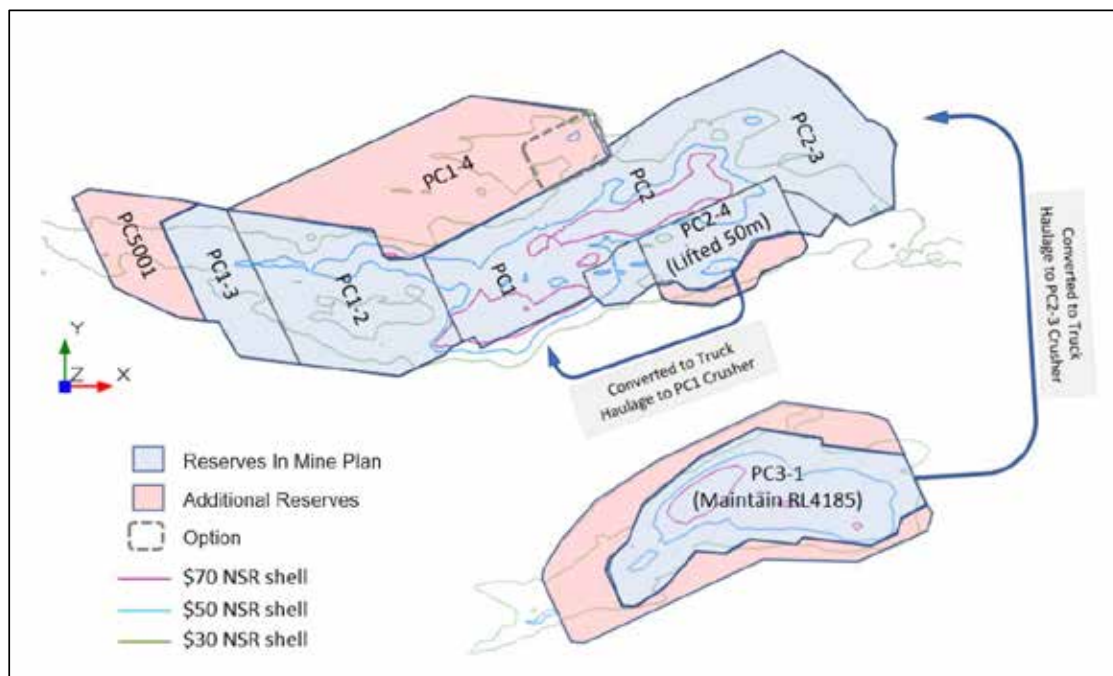 PC2-3
PC1-4
PC2
PC5001
PC1-3
PC2-4
(Lifted 50m)
PC1
PC1-2
Converted to Truck
Haulage to PC2-3 Crusher
Y
Z
X
Converted to Truck
Haulage to PC1 Crusher
Reserves In Mine Plan
Additional Reserves
Option
$70 NSR shell
$50 NSR shell
$30 NSR shell
PC3-1
(Maintain RL4185)